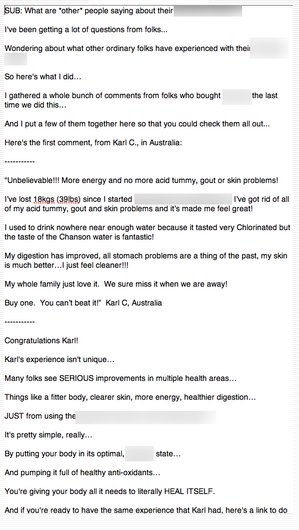 SUB: What are *other* people saying about their
I've been getting a lot of questions from folks...
Wondering about what other ordinary folks have experienced with their
So here's what I did…
I gathered a whole bunch of comments from folks who bought the last
time we did this…
And I put a few of them together here so that you could check them all out...
Here's the first comment, from Karl C., in Australia:
-----------
"Unbelievable!!! More energy and no more acid tummy, gout or skin problems!
I've lost 18kgs (39lbs) since I started I've got rid of all
of my acid tummy, gout and skin problems and it's made me feel great!
I used to drink nowhere near enough water because it tasted very Chlorinated but
the taste of the Chanson water is fantastic!
My digestion has improved, all stomach problems are a thing of the past, my skin
is much better…I just feel cleaner!!!
My whole family just love it.  We sure miss it when we are away!
Buy one.  You can't beat it!"  Karl C, Australia
-----------
Congratulations Karl!
Karl's experience isn't unique…
Many folks see SERIOUS improvements in multiple health areas…
Things like a fitter body, clearer skin, more energy, healthier digestion…
JUST from using the
It's pretty simple, really…
By putting your body in its optimal, state…
And pumping it full of healthy anti-oxidants…
You're giving your body all it needs to literally HEAL ITSELF.
And if you're ready to have the same experience that Karl had, here's a link to do